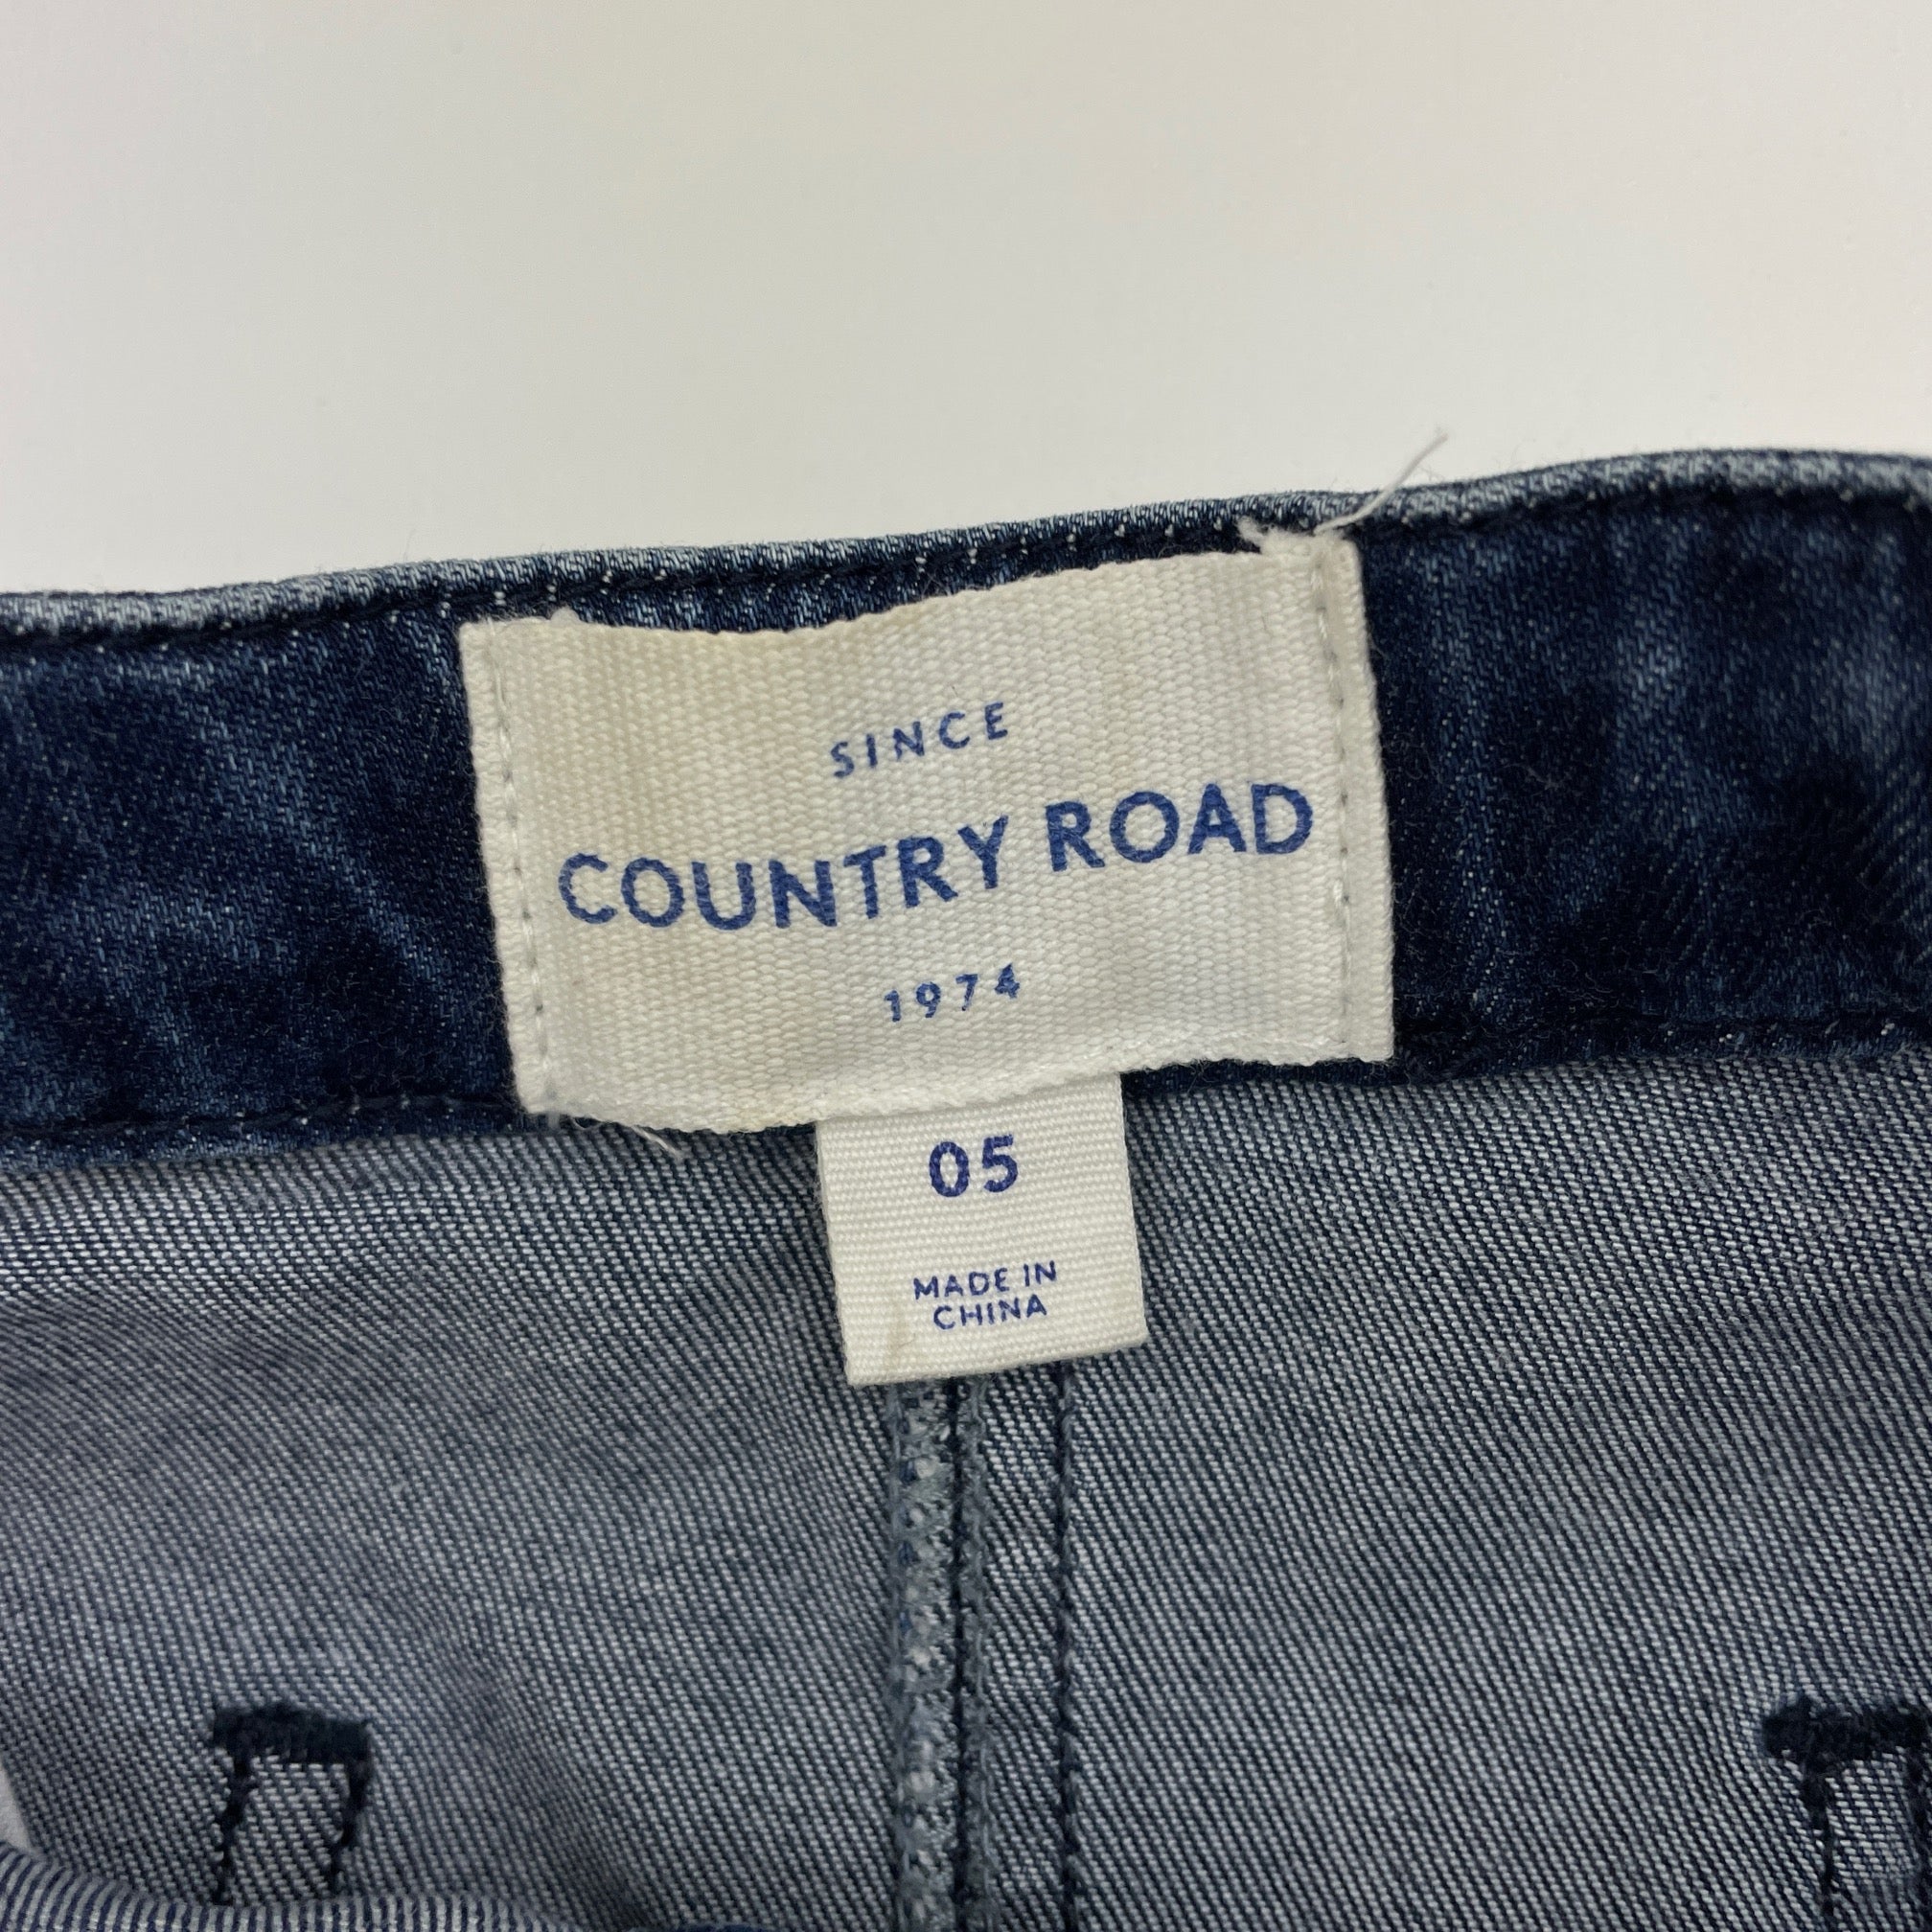 SINCE
COUNTRY ROAD
1974
05
MADE IN
CHINA